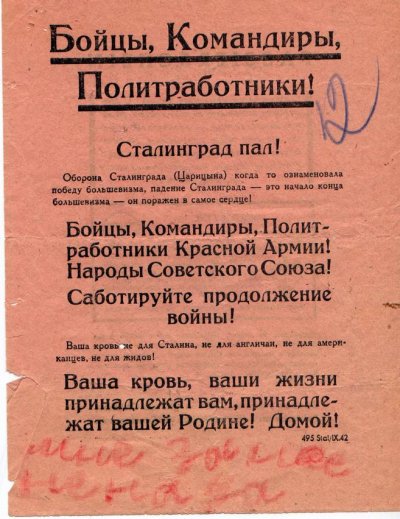 Бойцы, Командиры,
Политработники!
2
Сталинград пал!
Оборона Сталинграда (Царицына) когда то ознаменовала
победу большевизма, падение Сталинграда — это начало конца
большевизма — он поражен в самое сердце!
Бойцы, Командиры, Полит-
работники Красной Армии!
Народы Советского Союза!
Саботируйте продолжение
войны!
Ваша кровь не для Сталина, не для англичан, не для амери-
канцев, не для жидов!
Ваша кровь, ваши жизни
принадлежат вам, принадле-
жат вашей Родине! Домой!
495 Stal/IX.42